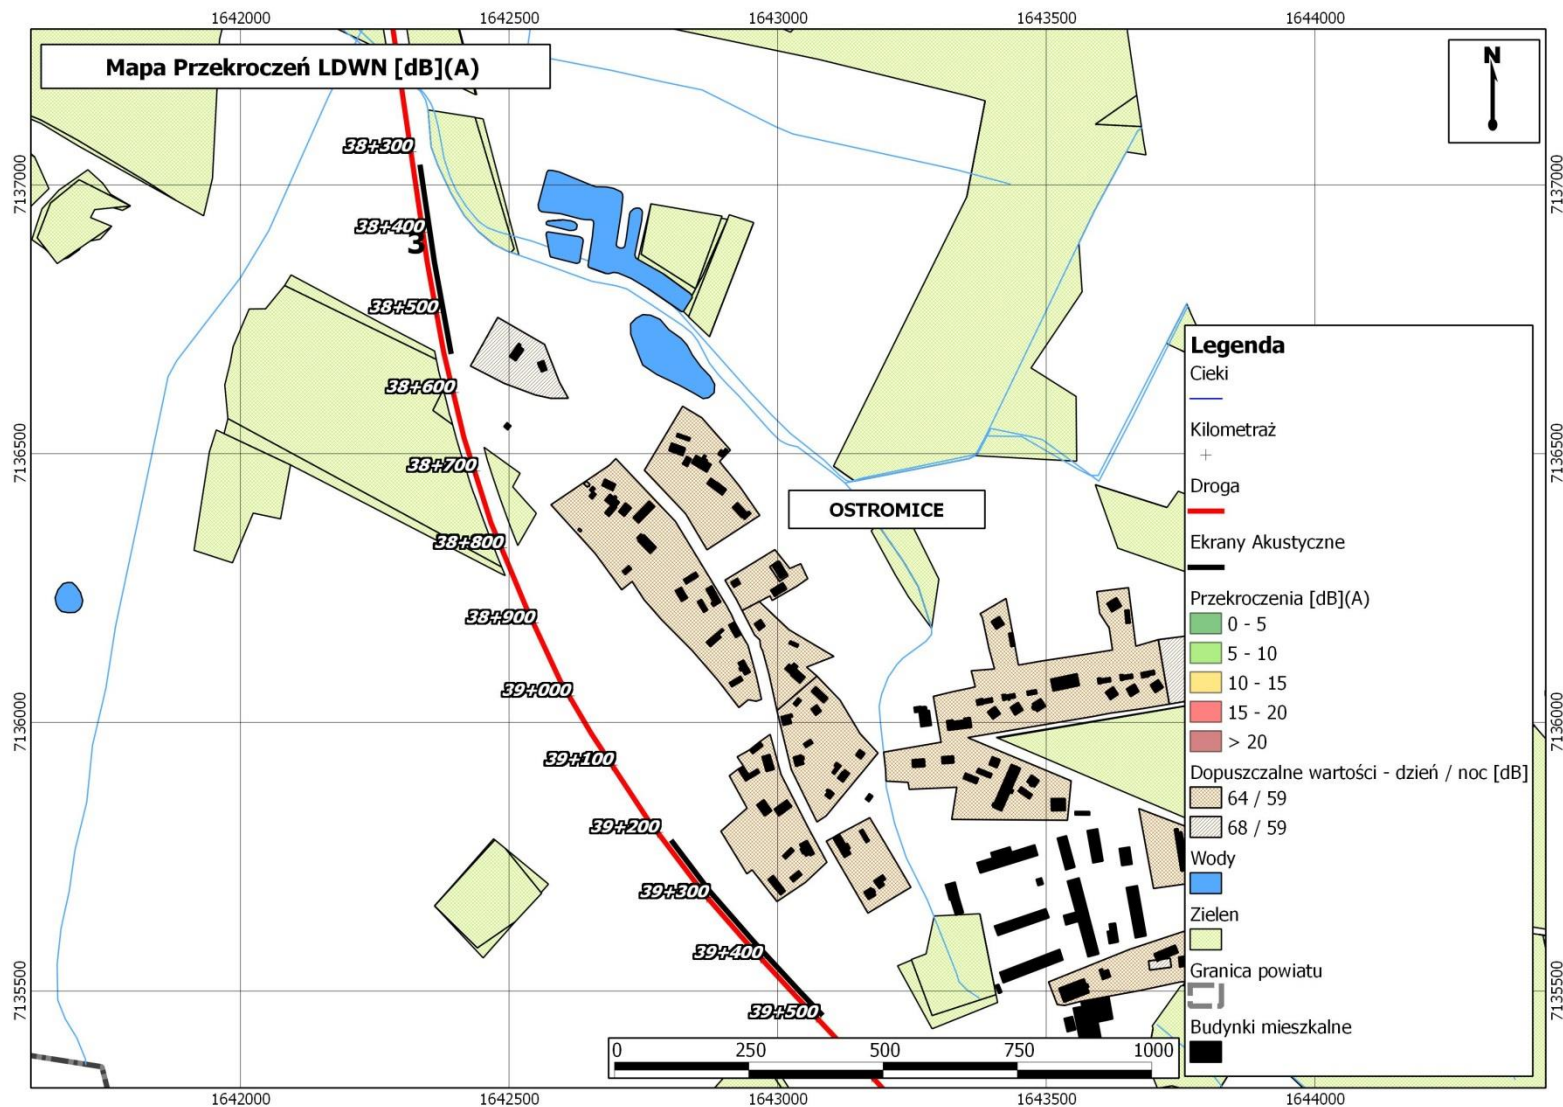 1642000 1642500 1643000 1643500 1644000
Mapa Przekroczeń LDWN [dB](A)
N
38+300
7137000 7137000
38+400
3
38+500
Legenda
Cieki
38+600
Kilometraż
7136500 7136500
38+700
Droga
OSTROMICE
38+800
Ekrany Akustyczne
Przekroczenia [dB](A)
38+900
0 - 5
5 - 10
39+000
10 - 15
15 - 20
7136000 7136000
> 20
39+100
Dopuszczalne wartości - dzień / noc [dB]
64 / 59
39+200
68 / 59
Wody
39+300
Zielen
39+400
Granica powiatu
7135500 7135500
39+500
Budynki mieszkalne
0 250 500 750 1000
1642000 1642500 1643000 1643500 1644000